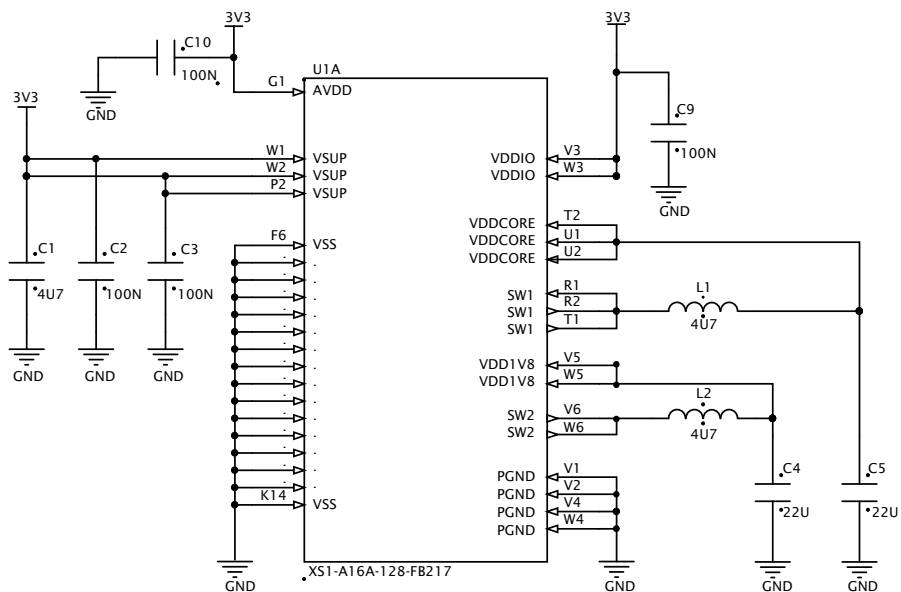 3V3
3V3
C10
100N
G1
U1A
AVDD
GND
3V3
C9
100N
W1
VSUP
W2
VSUP
P2
VSUP
VDDIO
V3
VDDIO
W3
GND
F6
VSS
VDDCORE
T2
VDDCORE
U1
VDDCORE
U2
C1
4U7
C2
100N
C3
100N
GND
GND
GND
SW1
R1
SW1
R2
SW1
T1
L1
4U7
VDD1V8
V5
VDD1V8
W5
SW2
V6
SW2
W6
L2
4U7
K14
VSS
PGND
V1
PGND
V2
PGND
V4
PGND
W4
C4
22U
C5
22U
GND
XS1-A16A-128-FB217
GND
GND
GND